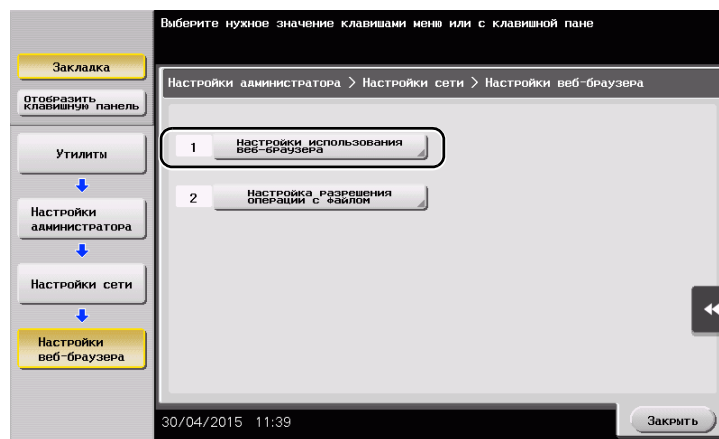 Выберите нужное значение клавишами меню или с клавишной пане
Закладка
Отобразить
клавишную панель
Утилиты
Настройки
администратора
Настройки сети
Настройки
веб-браузера
Настройки администратора > Настройки сети > Настройки веб-браузера
1 Настройки использования
веб-браузера
2 Настройка разрешения
операции с файлом
30/04/2015 11:39
Закрыть